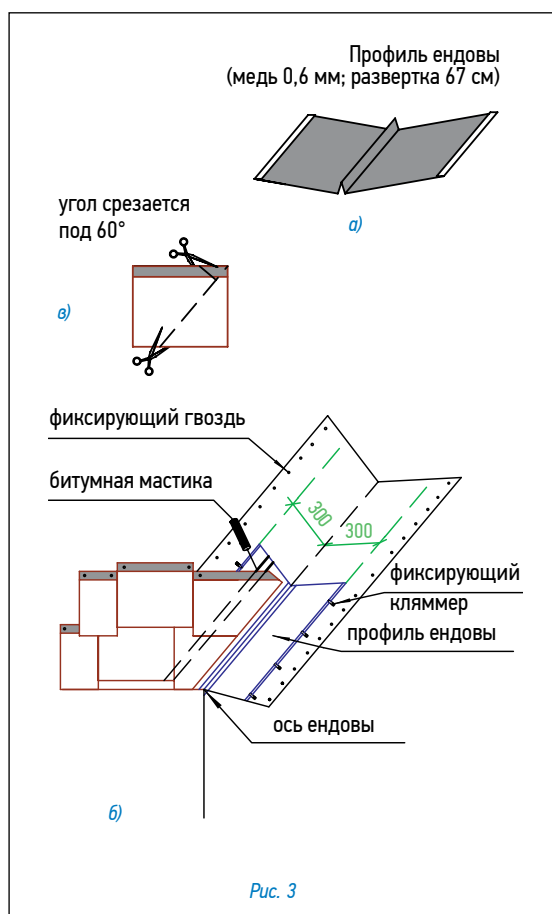 Профиль ендовы
(медь 0,6 мм; развертка 67 см)
а)
угол срезается
под 60°
в)
фиксирующий гвоздь
битумная мастика
300
300
фиксирующий
кляммер
профиль ендовы
ось ендовы
б)
Рис. 3